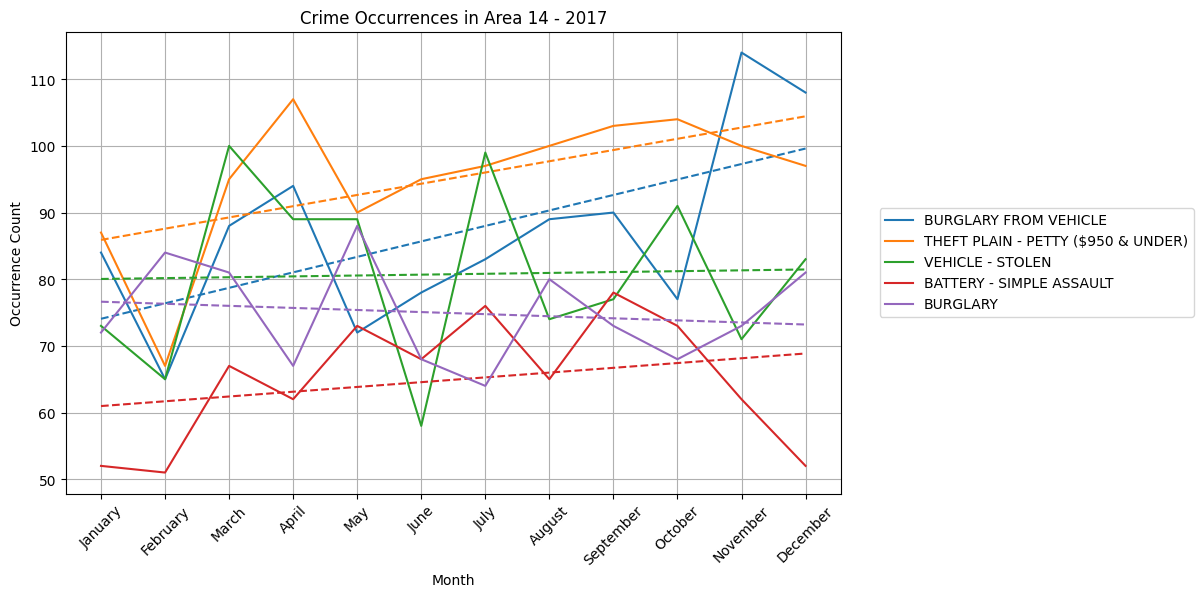 Crime Occurrences in Area 14 - 2017
Occurrence Count
110
100
90
80
70
60
50
January
February
March
April
May
June
July
August
September
October
November
December
Month
BURGLARY FROM VEHICLE
THEFT PLAIN - PETTY ($950 & UNDER)
VEHICLE - STOLEN
BATTERY - SIMPLE ASSAULT
BURGLARY